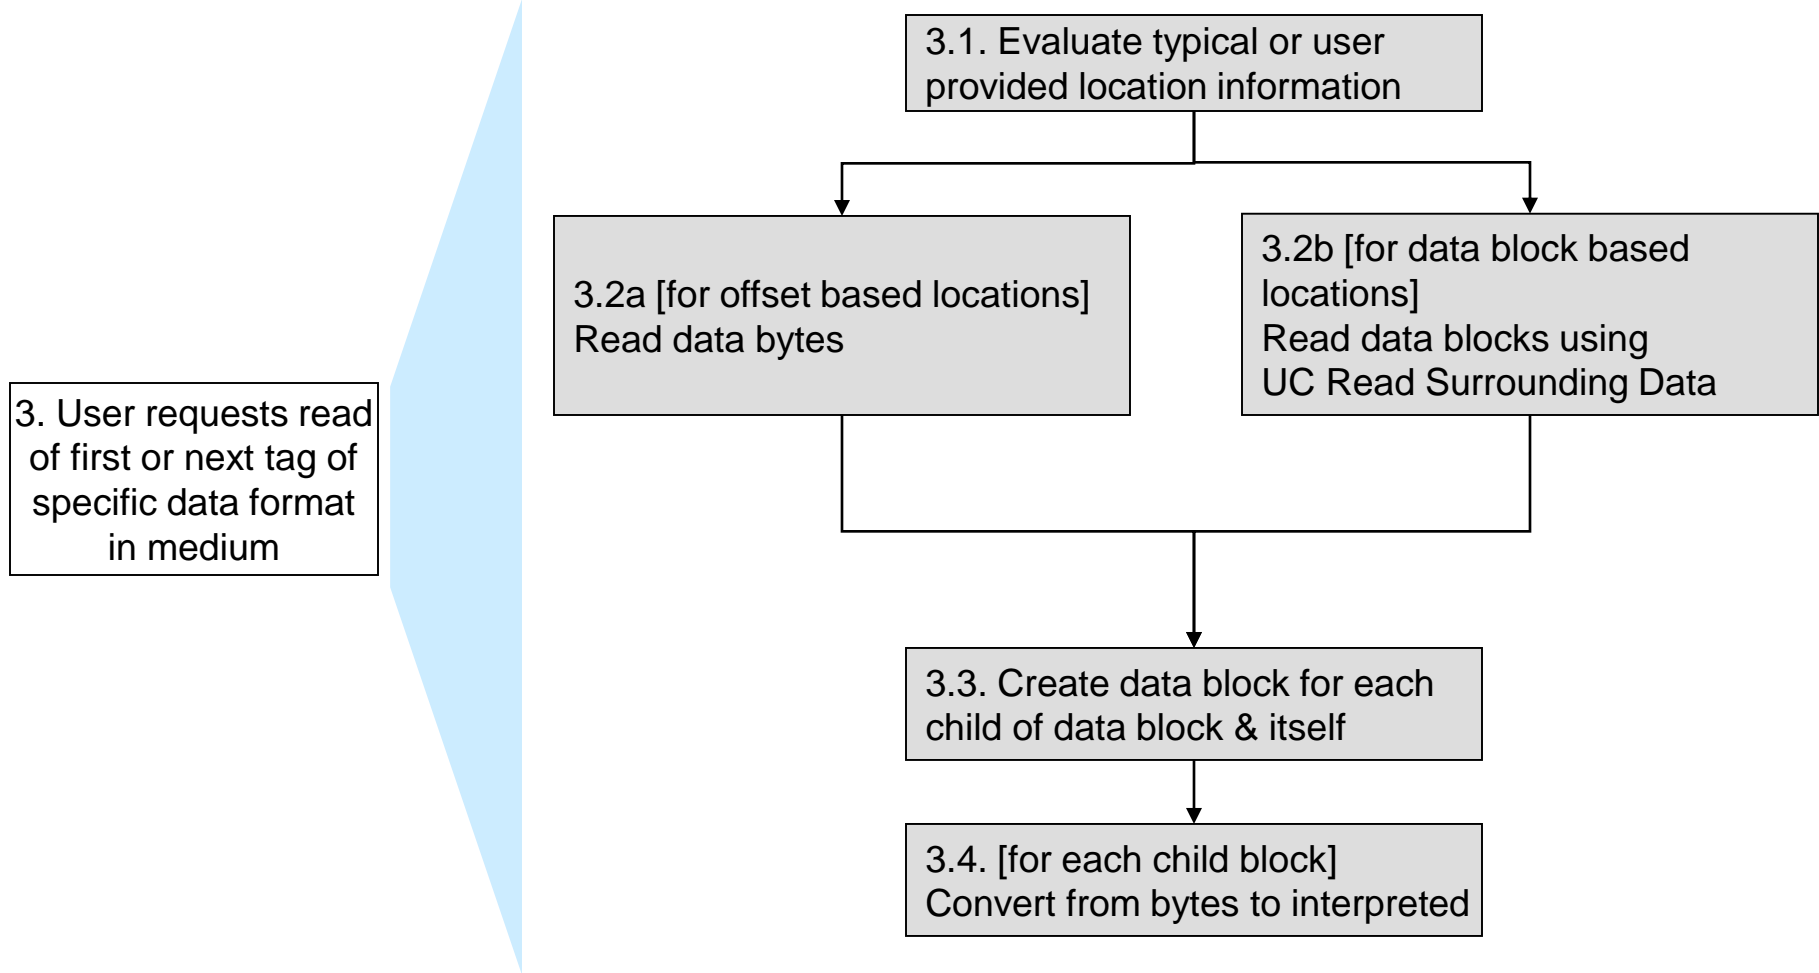 3.1. Evaluate typical or user
provided location information
3.2a [for offset based locations]
Read data bytes
3.2b [for data block based
locations]
Read data blocks using
UC Read Surrounding Data
3. User requests read
of first or next tag of
specific data format
in medium
3.3. Create data block for each
child of data block & itself
3.4. [for each child block]
Convert from bytes to interpreted